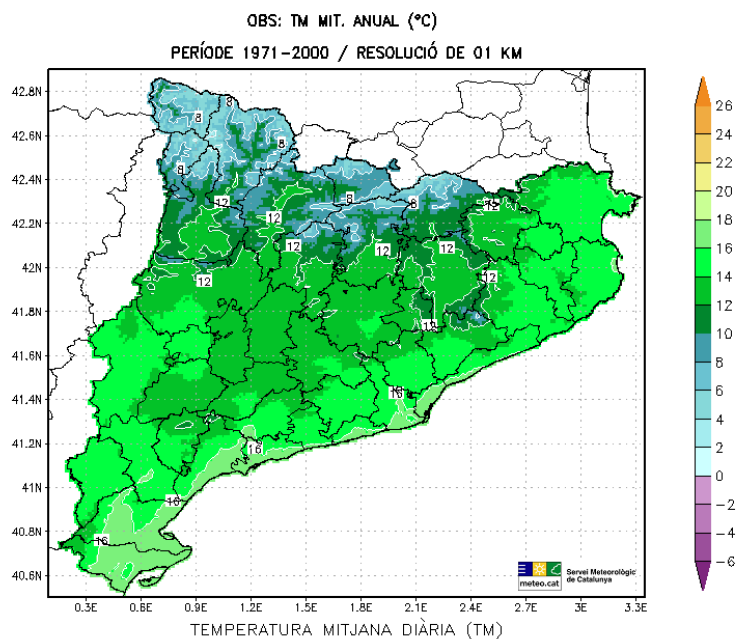 OBS: TM MIT. ANUAL (ºC)
PERÍODE 1971-2000 / RESOLUCIÓ DE 01 KM
42.8N
42.6N
42.4N
42.2N
42N
41.8N
41.6N
41.4N
41.2N
41N
40.8N
40.6N
0.3E 0.6E 0.9E 1.2E 1.5E 1.8E 2.1E 2.4E 2.7E 3E 3.3E
8
8
8
8
8
8
12
12
12
12
12
12
12
12
12
12
16
16
16
16
26
24
22
20
18
16
14
12
10
8
6
4
2
0
-2
-4
-6
meteo.cat
Servei Meteorològic
de Catalunya
TEMPERATURA MITJANA DIÀRIA (TM)